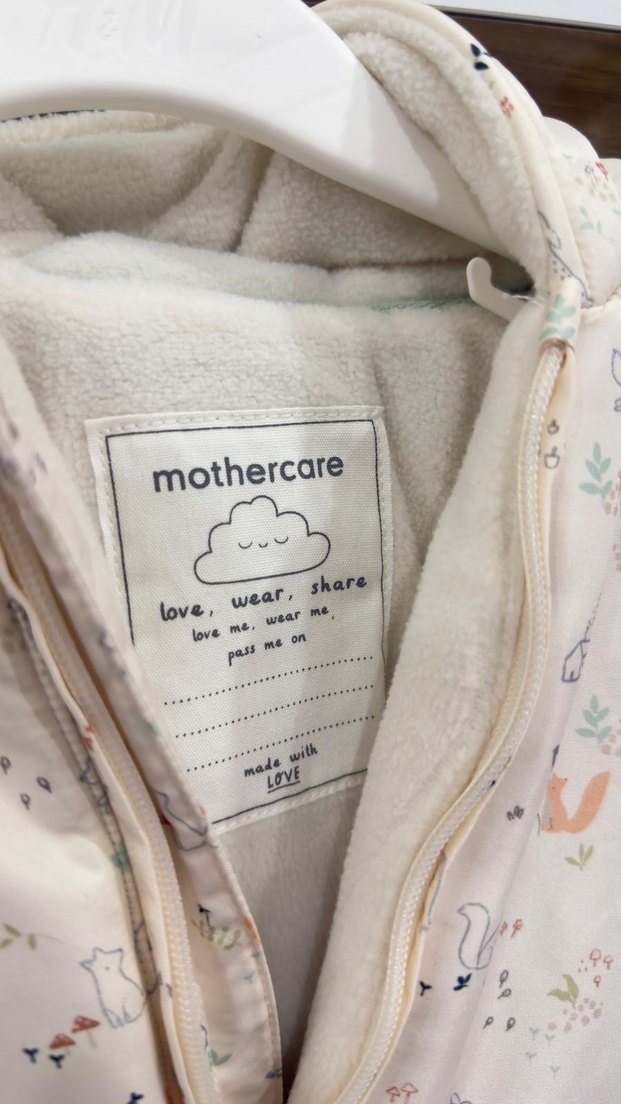 mothercare
love, wear, share
love me, wear me,
pass me on
made with
LOVE